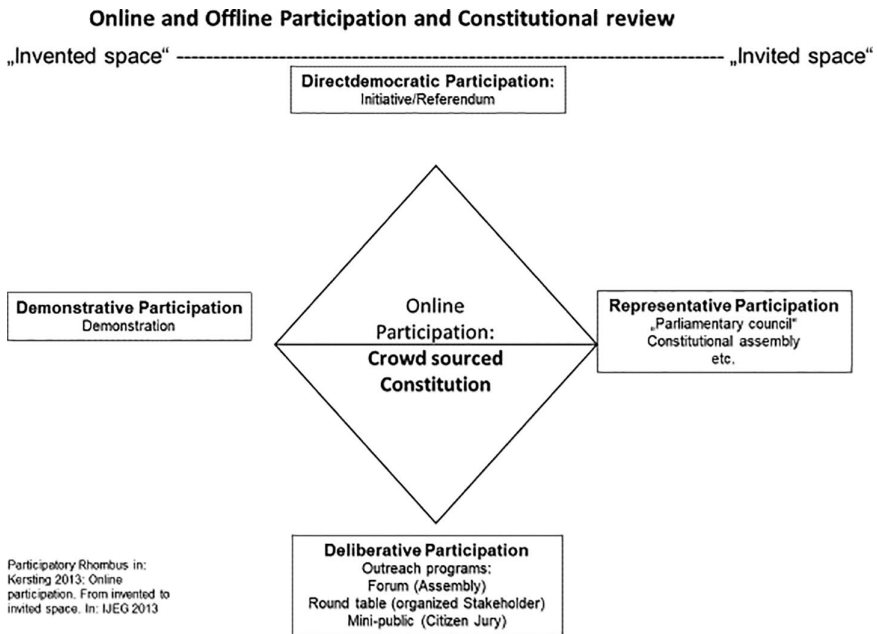 Online and Offline Participation and Constitutional review
„Invented space“ ------------------------------------------------------------------------------------ „Invited space“
Directdemocratic Participation:
Initiative/Referendum
Demonstrative Participation
Demonstration
Online
Participation:
Crowd sourced
Constitution
Representative Participation
„Parliamentary council“
Constitutional assembly
etc.
Deliberative Participation
Outreach programs:
Forum (Assembly)
Round table (organized Stakeholder)
Mini-public (Citizen Jury)
Participatory Rhombus in:
Kersting 2013: Online
participation. From invented to
invited space. In: IJEG 2013